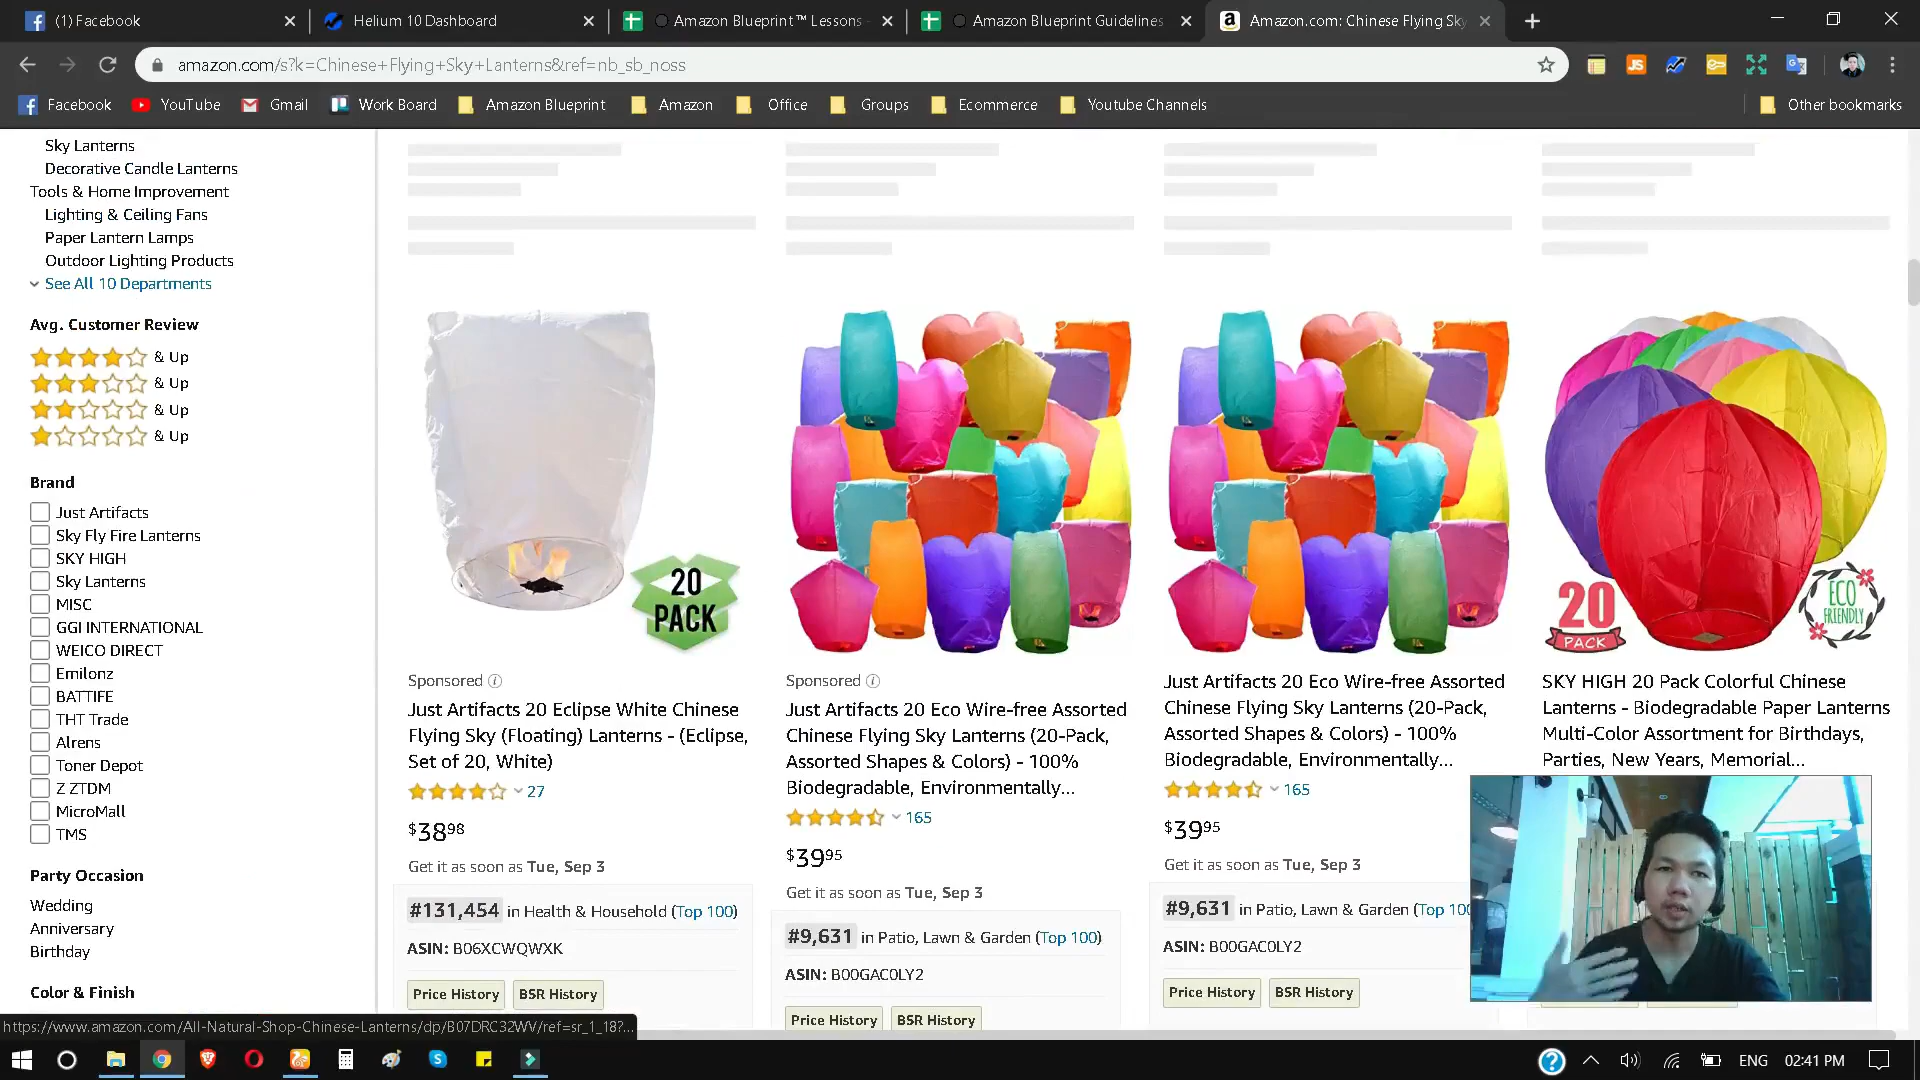 (1) Facebook
Helium 10 Dashboard
Amazon Blueprint™ Lessons -
Amazon Blueprint Guidelines
Amazon.com: Chinese Flying Sky
amazon.com/s?k=Chinese+Flying+Sky+Lanterns&ref=nb_sb_noss
Facebook
YouTube
Gmail
Work Board
Amazon Blueprint
Amazon
Office
Groups
Ecommerce
Youtube Channels
Other bookmarks
Sky Lanterns
Decorative Candle Lanterns
Tools & Home Improvement
Lighting & Ceiling Fans
Paper Lantern Lamps
Outdoor Lighting Products
See All 10 Departments
Avg. Customer Review
& Up
& Up
& Up
& Up
Brand
Just Artifacts
Sky Fly Fire Lanterns
SKY HIGH
Sky Lanterns
MISC
GGI INTERNATIONAL
WEICO DIRECT
Emilonz
BATTIFE
THT Trade
Alrens
Toner Depot
Z ZTDM
MicroMall
TMS
Party Occasion
Wedding
Anniversary
Birthday
Color & Finish
20
PACK
Sponsored
Just Artifacts 20 Eclipse White Chinese
Flying Sky (Floating) Lanterns - (Eclipse,
Set of 20, White)
27
$38 98
Get it as soon as Tue, Sep 3
#131,454 in Health & Household (Top 100)
ASIN: B06XCWQWXK
Price History
BSR History
Sponsored
Just Artifacts 20 Eco Wire-free Assorted
Chinese Flying Sky Lanterns (20-Pack,
Assorted Shapes & Colors) - 100%
Biodegradable, Environmentally...
165
$39 95
Get it as soon as Tue, Sep 3
#9,631 in Patio, Lawn & Garden (Top 100)
ASIN: B00GAC0LY2
Price History
BSR History
Just Artifacts 20 Eco Wire-free Assorted
Chinese Flying Sky Lanterns (20-Pack,
Assorted Shapes & Colors) - 100%
Biodegradable, Environmentally...
165
$39 95
Get it as soon as Tue, Sep 3
#9,631 in Patio, Lawn & Garden (Top 100
ASIN: B00GAC0LY2
Price History
BSR History
20
PACK
ECO
FRIENDLY
SKY HIGH 20 Pack Colorful Chinese
Lanterns - Biodegradable Paper Lanterns
Multi-Color Assortment for Birthdays,
Parties, New Years, Memorial...
https://www.amazon.com/All-Natural-Shop-Chinese-Lanterns/dp/B07DRC32WV/ref=sr_1_18?...
ENG
02:41 PM